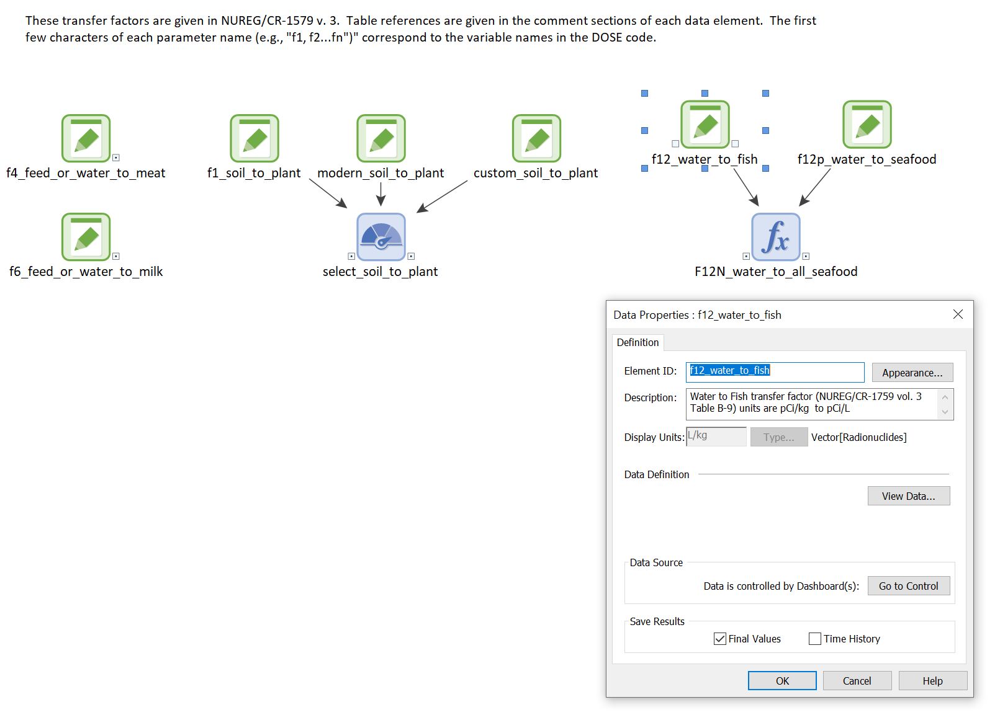 These transfer factors are given in NUREG/CR-1579 v. 3.  Table references are given in the comment sections of each data element.  The first
few characters of each parameter name (e.g., "f1, f2...fn")" correspond to the variable names in the DOSE code.
f12_water_to_fish
f12p_water_to_seafood
f4_feed_or_water_to_meat
f1_soil_to_plant
modern_soil_to_plant
custom_soil_to_plant
fx
f6_feed_or_water_to_milk
select_soil_to_plant
F12N_water_to_all_seafood
Data Properties : f12_water_to_fish
Definition
Element ID:
f12_water_to_fish
Appearance...
Description:
Water to Fish transfer factor (NUREG/CR-1759 vol. 3
Table B-9) units are pCi/kg  to pCi/L
Display Units:
L/kg
Type...
Vector[Radionuclides]
Data Definition
View Data...
Data Source
Data is controlled by Dashboard(s):
Go to Control
Save Results
Final Values
Time History
OK
Cancel
Help